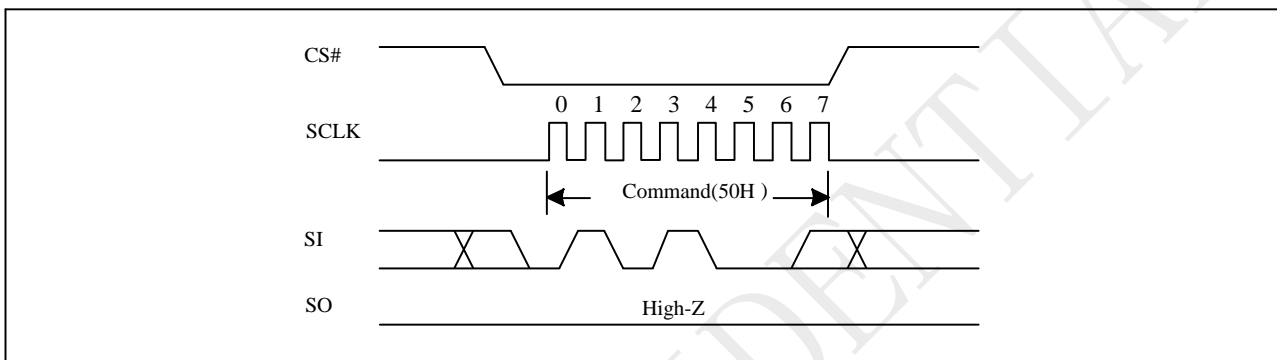 CS#
0 1 2 3 4 5 6 7
SCLK
Command(50H )
SI
SO
High-Z